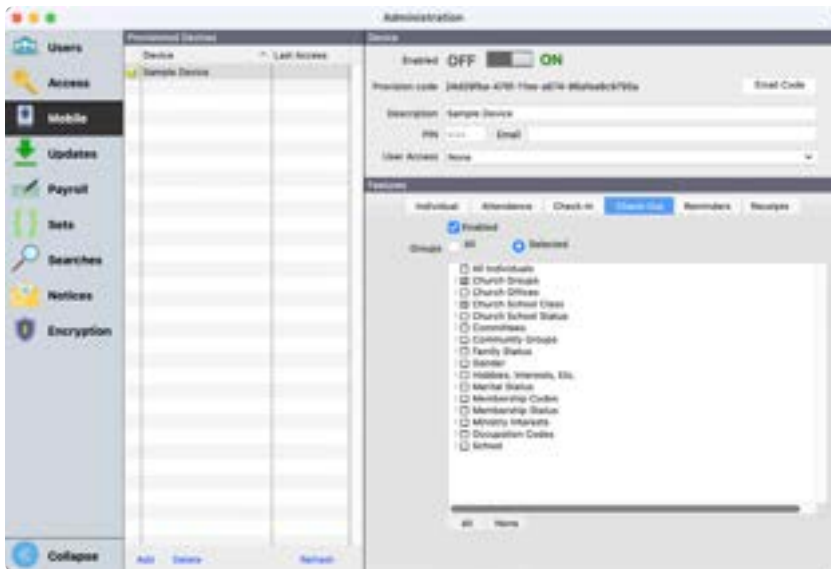 Administration
Users
Access
Mobile
Updates
Payroll
Sets
Searches
Notices
Encryption
Collapse
Provisioned Devices
Device
Last Access
Sample Device
Add
Delete
Refresh
Device
Enabled OFF ON
Provision code
Email Code
Description Sample Device
PIN Email
User Access None
Features
Individual Attendance Check-In Check-Out Reminders Receipts
Enabled
Groups All Selected
All Individuals
Church Groups
Church Offices
Church School Class
Church School Status
Committees
Community Groups
Family Status
Gender
Hobbies, Interests, Etc.
Marital Status
Membership Codes
Membership Status
Ministry Interests
Occupation Codes
School
All None